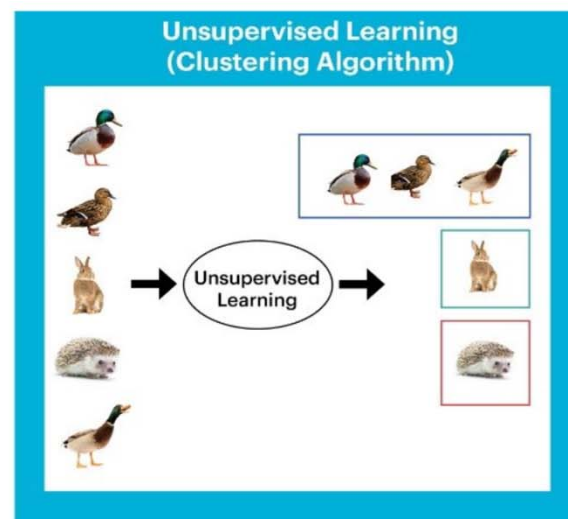 Unsupervised Learning
(Clustering Algorithm)
Unsupervised
Learning